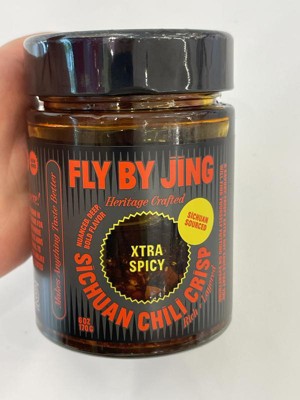 FLY BY JING
Heritage Crafted
NUANCED DEEP
BOLD FLAVOR
SICHUAN
SOURCED
XTRA
SPICY
SICHUAN CHILI CRISP
6OZ
170 G
Makes Anything Taste Better